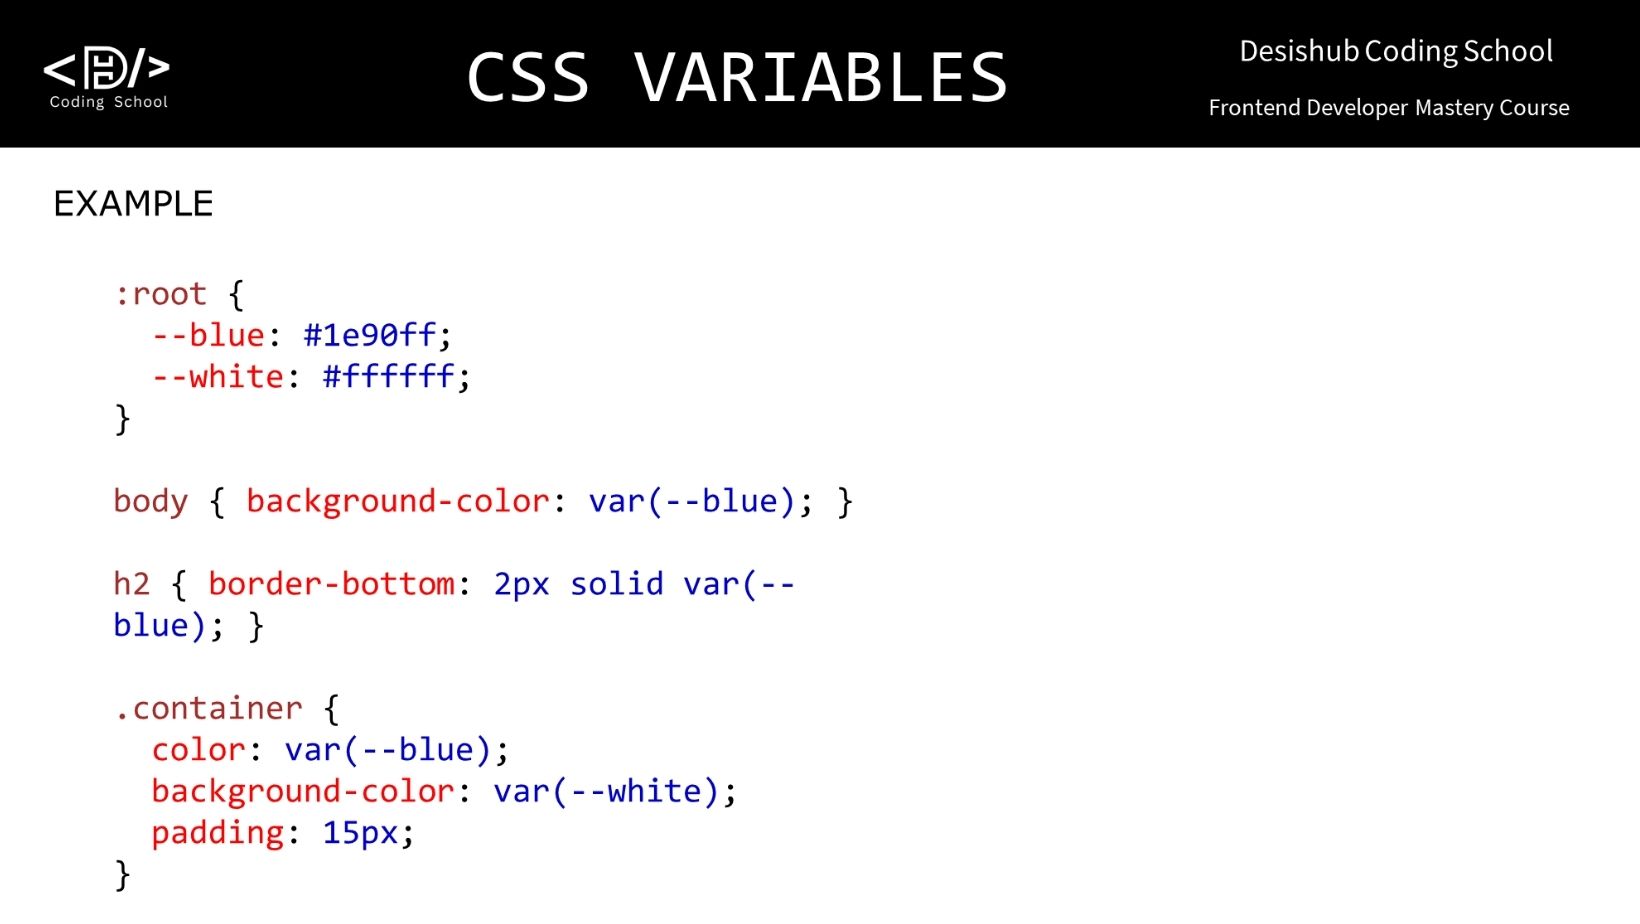 <DH/>
Coding School
CSS VARIABLES
Desishub Coding School
Frontend Developer Mastery Course
EXAMPLE
:root {
  --blue: #1e90ff;
  --white: #ffffff;
}
body { background-color: var(--blue); }
h2 { border-bottom: 2px solid var(--
blue); }
.container {
  color: var(--blue);
  background-color: var(--white);
  padding: 15px;
}